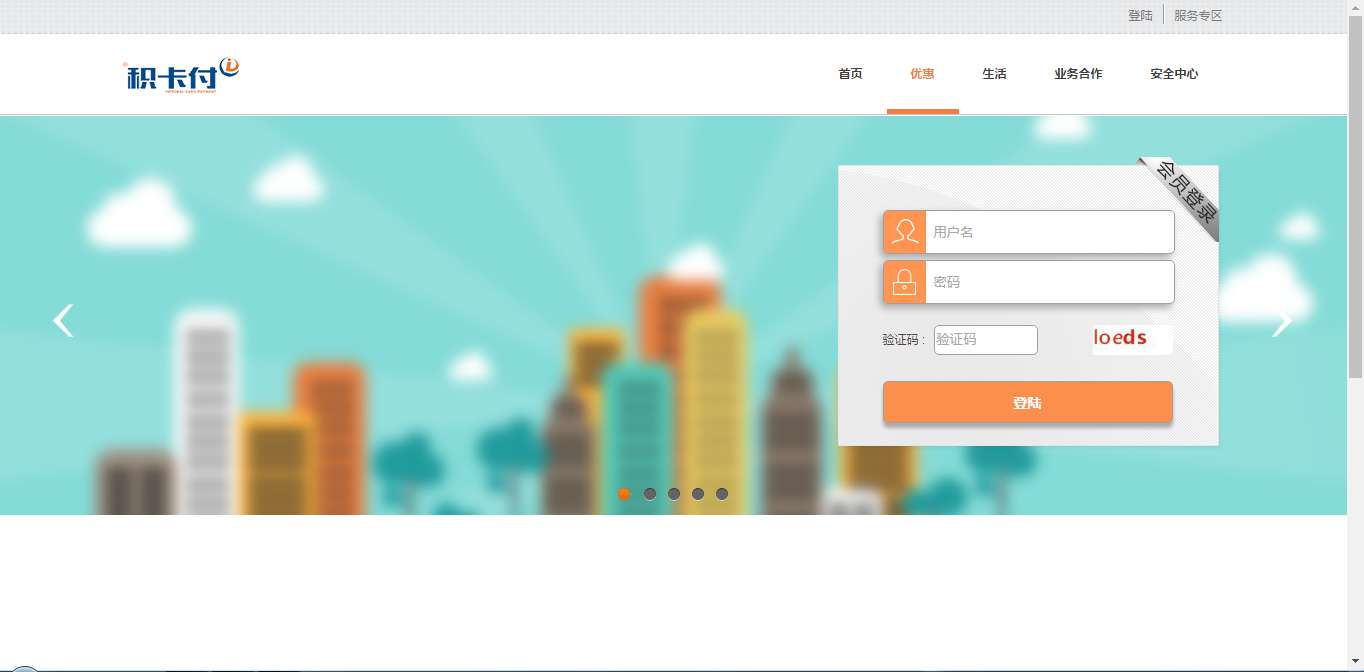 登陆 服务专区
积卡付
首页 优惠 生活 业务合作 安全中心
会员登录
用户名
密码
验证码： 验证码 loeds
登陆